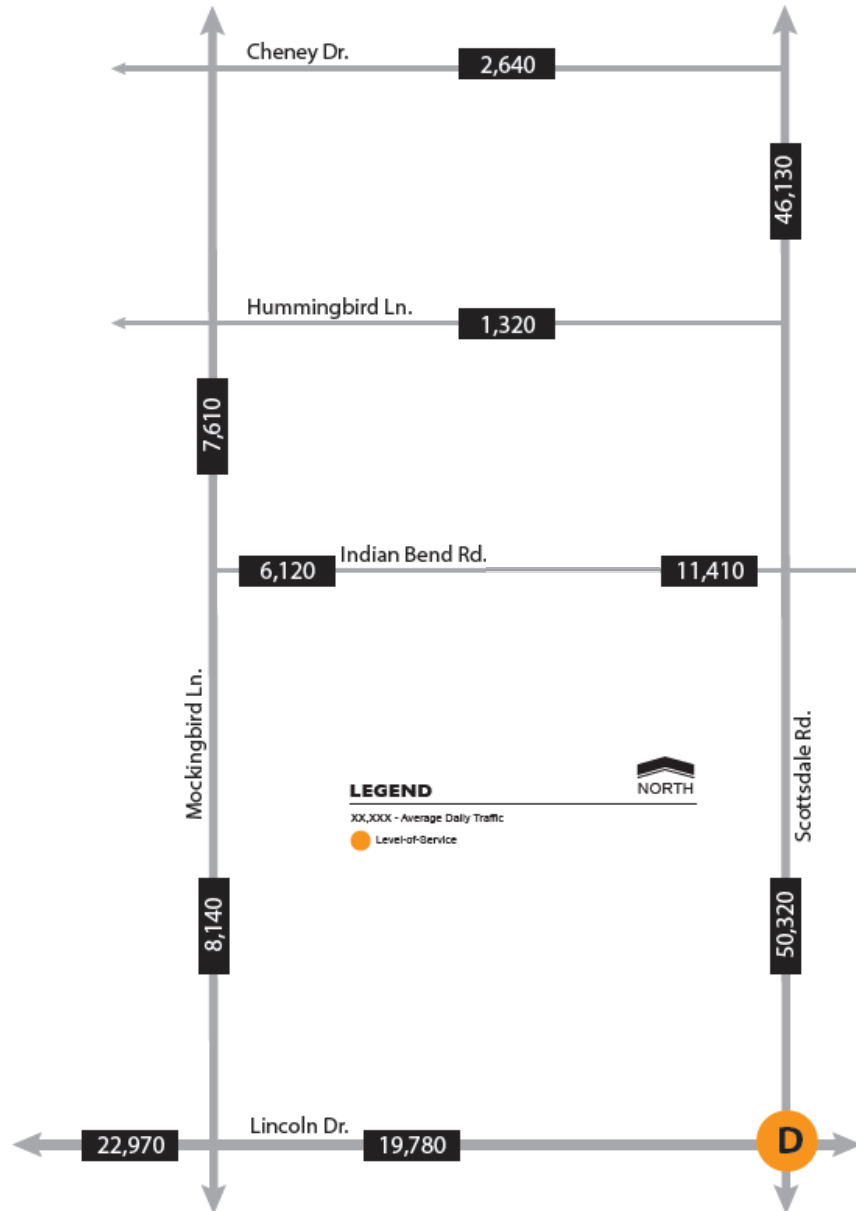 Cheney Dr.
2,640
46,130
Hummingbird Ln.
1,320
7,610
Indian Bend Rd.
6,120
11,410
Mockingbird Ln.
Scottsdale Rd.
NORTH
LEGEND
XX,XXX - Average Daily Traffic
Level-of-Service
8,140
50,320
Lincoln Dr.
22,970
19,780
D